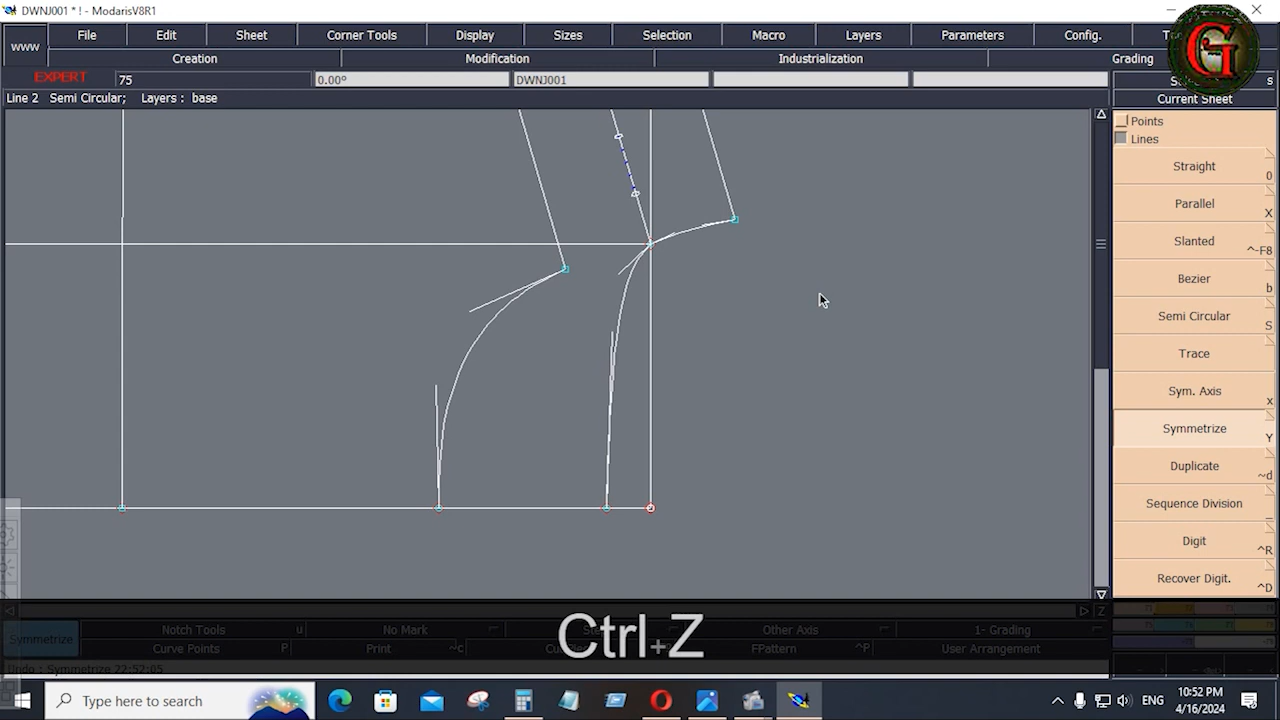 DWNJ001 * ! - ModarisV8R1
WWW
File Edit Sheet Corner Tools Display Sizes Selection Macro Layers Parameters Config.
Creation Modification Industrialization Grading
EXPERT 75 0.00° DWNJ001
Line 2 Semi Circular; Layers : base
G
Current Sheet
Points
Lines
Straight 0
Parallel X
Slanted ^-F8
Bezier b
Semi Circular S
Trace
Sym. Axis x
Symmetrize Y
Duplicate ~d
Sequence Division _
Digit ^R
Recover Digit. ^D
Z
Ctrl+Z
Symmetrize
Notch Tools u No Mark Other Axis 1- Grading
Curve Points P Print ~c FPattern ^P User Arrangement
Undo : Symmetrize 22:52:05
Type here to search
ENG
10:52 PM
4/16/2024